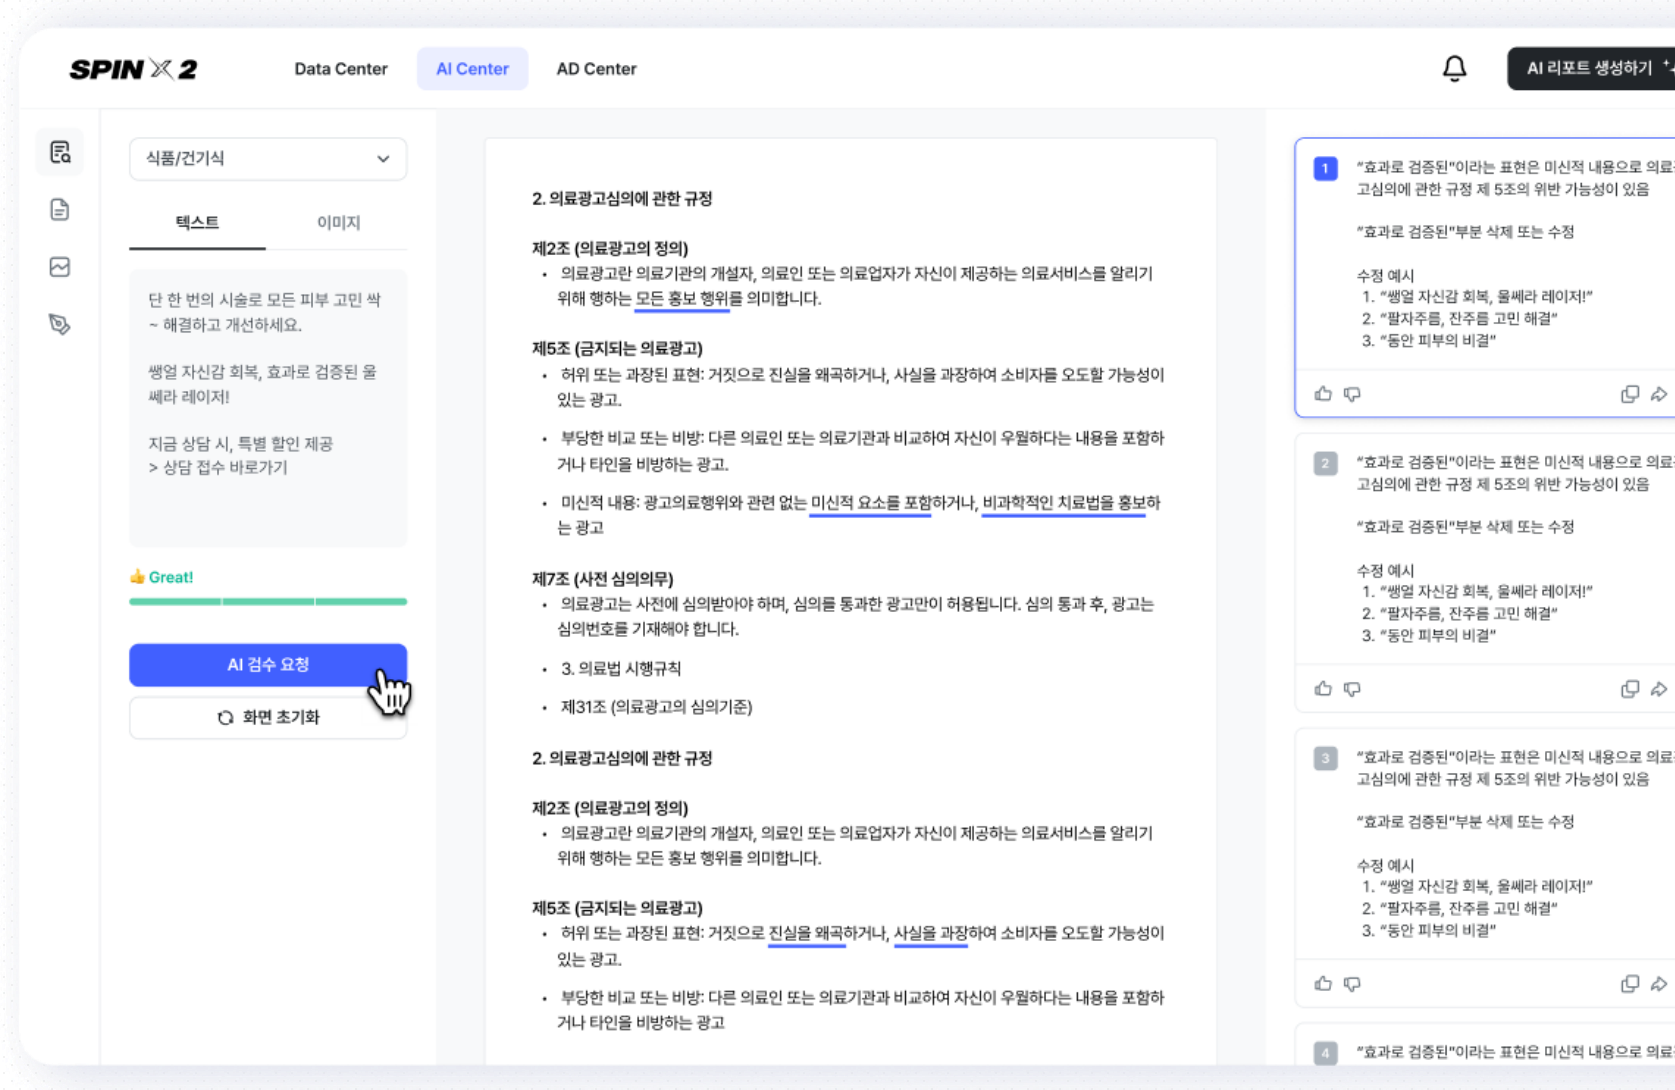 SPIN X 2
Data Center
AI Center
AD Center
AI 리포트 생성하기
식품/건기식
텍스트
이미지
단 한 번의 시술로 모든 피부 고민 싹
~ 해결하고 개선하세요.
쌩얼 자신감 회복, 효과로 검증된 울
쎄라 레이저!
지금 상담 시, 특별 할인 제공
> 상담 접수 바로가기
👍 Great!
AI 검수 요청
화면 초기화
2. 의료광고심의에 관한 규정
제2조 (의료광고의 정의)
• 의료광고란 의료기관의 개설자, 의료인 또는 의료업자가 자신이 제공하는 의료서비스를 알리기
위해 행하는 모든 홍보 행위를 의미합니다.
제5조 (금지되는 의료광고)
• 허위 또는 과장된 표현: 거짓으로 진실을 왜곡하거나, 사실을 과장하여 소비자를 오도할 가능성이
있는 광고.
• 부당한 비교 또는 비방: 다른 의료인 또는 의료기관과 비교하여 자신이 우월하다는 내용을 포함하
거나 타인을 비방하는 광고.
• 미신적 내용: 광고의료행위와 관련 없는 미신적 요소를 포함하거나, 비과학적인 치료법을 홍보하
는 광고
제7조 (사전 심의의무)
• 의료광고는 사전에 심의받아야 하며, 심의를 통과한 광고만이 허용됩니다. 심의 통과 후, 광고는
심의번호를 기재해야 합니다.
• 3. 의료법 시행규칙
• 제31조 (의료광고의 심의기준)
2. 의료광고심의에 관한 규정
제2조 (의료광고의 정의)
• 의료광고란 의료기관의 개설자, 의료인 또는 의료업자가 자신이 제공하는 의료서비스를 알리기
위해 행하는 모든 홍보 행위를 의미합니다.
제5조 (금지되는 의료광고)
• 허위 또는 과장된 표현: 거짓으로 진실을 왜곡하거나, 사실을 과장하여 소비자를 오도할 가능성이
있는 광고.
• 부당한 비교 또는 비방: 다른 의료인 또는 의료기관과 비교하여 자신이 우월하다는 내용을 포함하
거나 타인을 비방하는 광고
1
"효과로 검증된"이라는 표현은 미신적 내용으로 의료
고심의에 관한 규정 제 5조의 위반 가능성이 있음
"효과로 검증된"부분 삭제 또는 수정
수정 예시
1. "쌩얼 자신감 회복, 울쎄라 레이저!"
2. "팔자주름, 잔주름 고민 해결"
3. "동안 피부의 비결"
2
"효과로 검증된"이라는 표현은 미신적 내용으로 의료
고심의에 관한 규정 제 5조의 위반 가능성이 있음
"효과로 검증된"부분 삭제 또는 수정
수정 예시
1. "쌩얼 자신감 회복, 울쎄라 레이저!"
2. "팔자주름, 잔주름 고민 해결"
3. "동안 피부의 비결"
3
"효과로 검증된"이라는 표현은 미신적 내용으로 의료
고심의에 관한 규정 제 5조의 위반 가능성이 있음
"효과로 검증된"부분 삭제 또는 수정
수정 예시
1. "쌩얼 자신감 회복, 울쎄라 레이저!"
2. "팔자주름, 잔주름 고민 해결"
3. "동안 피부의 비결"
4
"효과로 검증된"이라는 표현은 미신적 내용으로 의료